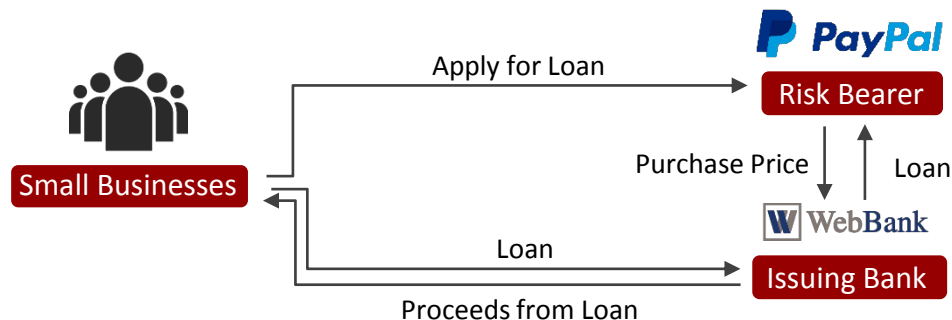 PayPal
Apply for Loan
Risk Bearer
Purchase Price
Loan
Small Businesses
WebBank
Loan
Issuing Bank
Proceeds from Loan